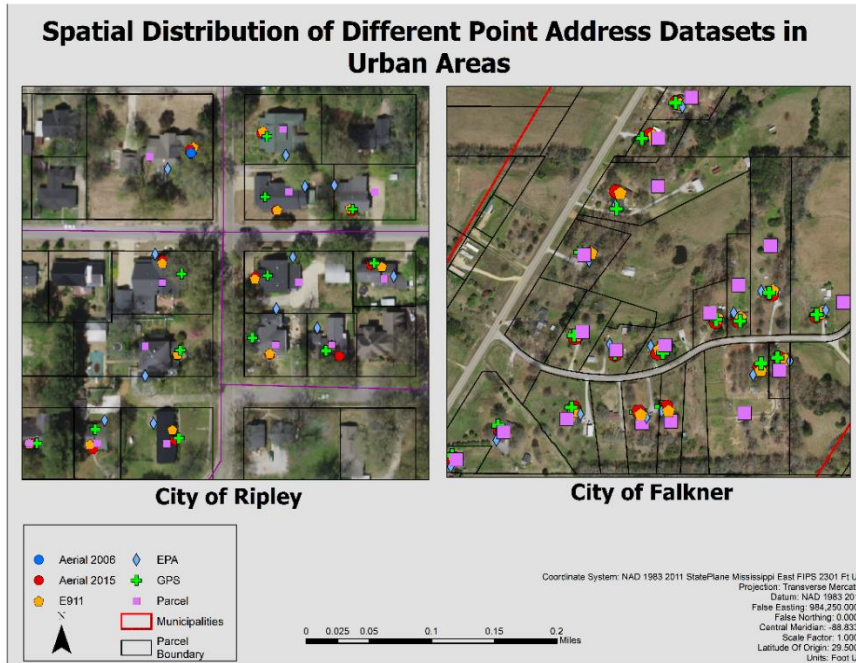 Spatial Distribution of Different Point Address Datasets in
Urban Areas
City of Ripley
City of Falkner
Aerial 2006
Aerial 2015
E911
EPA
GPS
Parcel
Municipalities
Parcel
Boundary
N
0 0.025 0.05 0.1 0.15 0.2
Miles
Coordinate System: NAD 1983 2011 StatePlane Mississippi East FIPS 2301 Ft U
Projection: Transverse Mercat
Datum: NAD 1983 201
False Easting: 984,250.000
False Northing: 0.000
Central Meridian: -88.833
Scale Factor: 1.000
Latitude Of Origin: 29.500
Units: Foot U